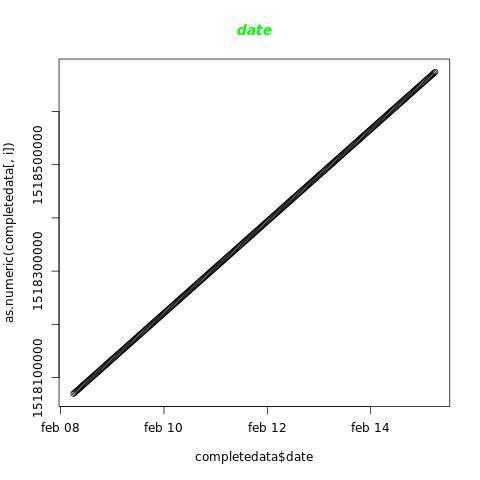 date
as.numeric(completedata[, i])
1518500000
1518300000
1518100000
feb 08
feb 10
feb 12
feb 14
completedata$date